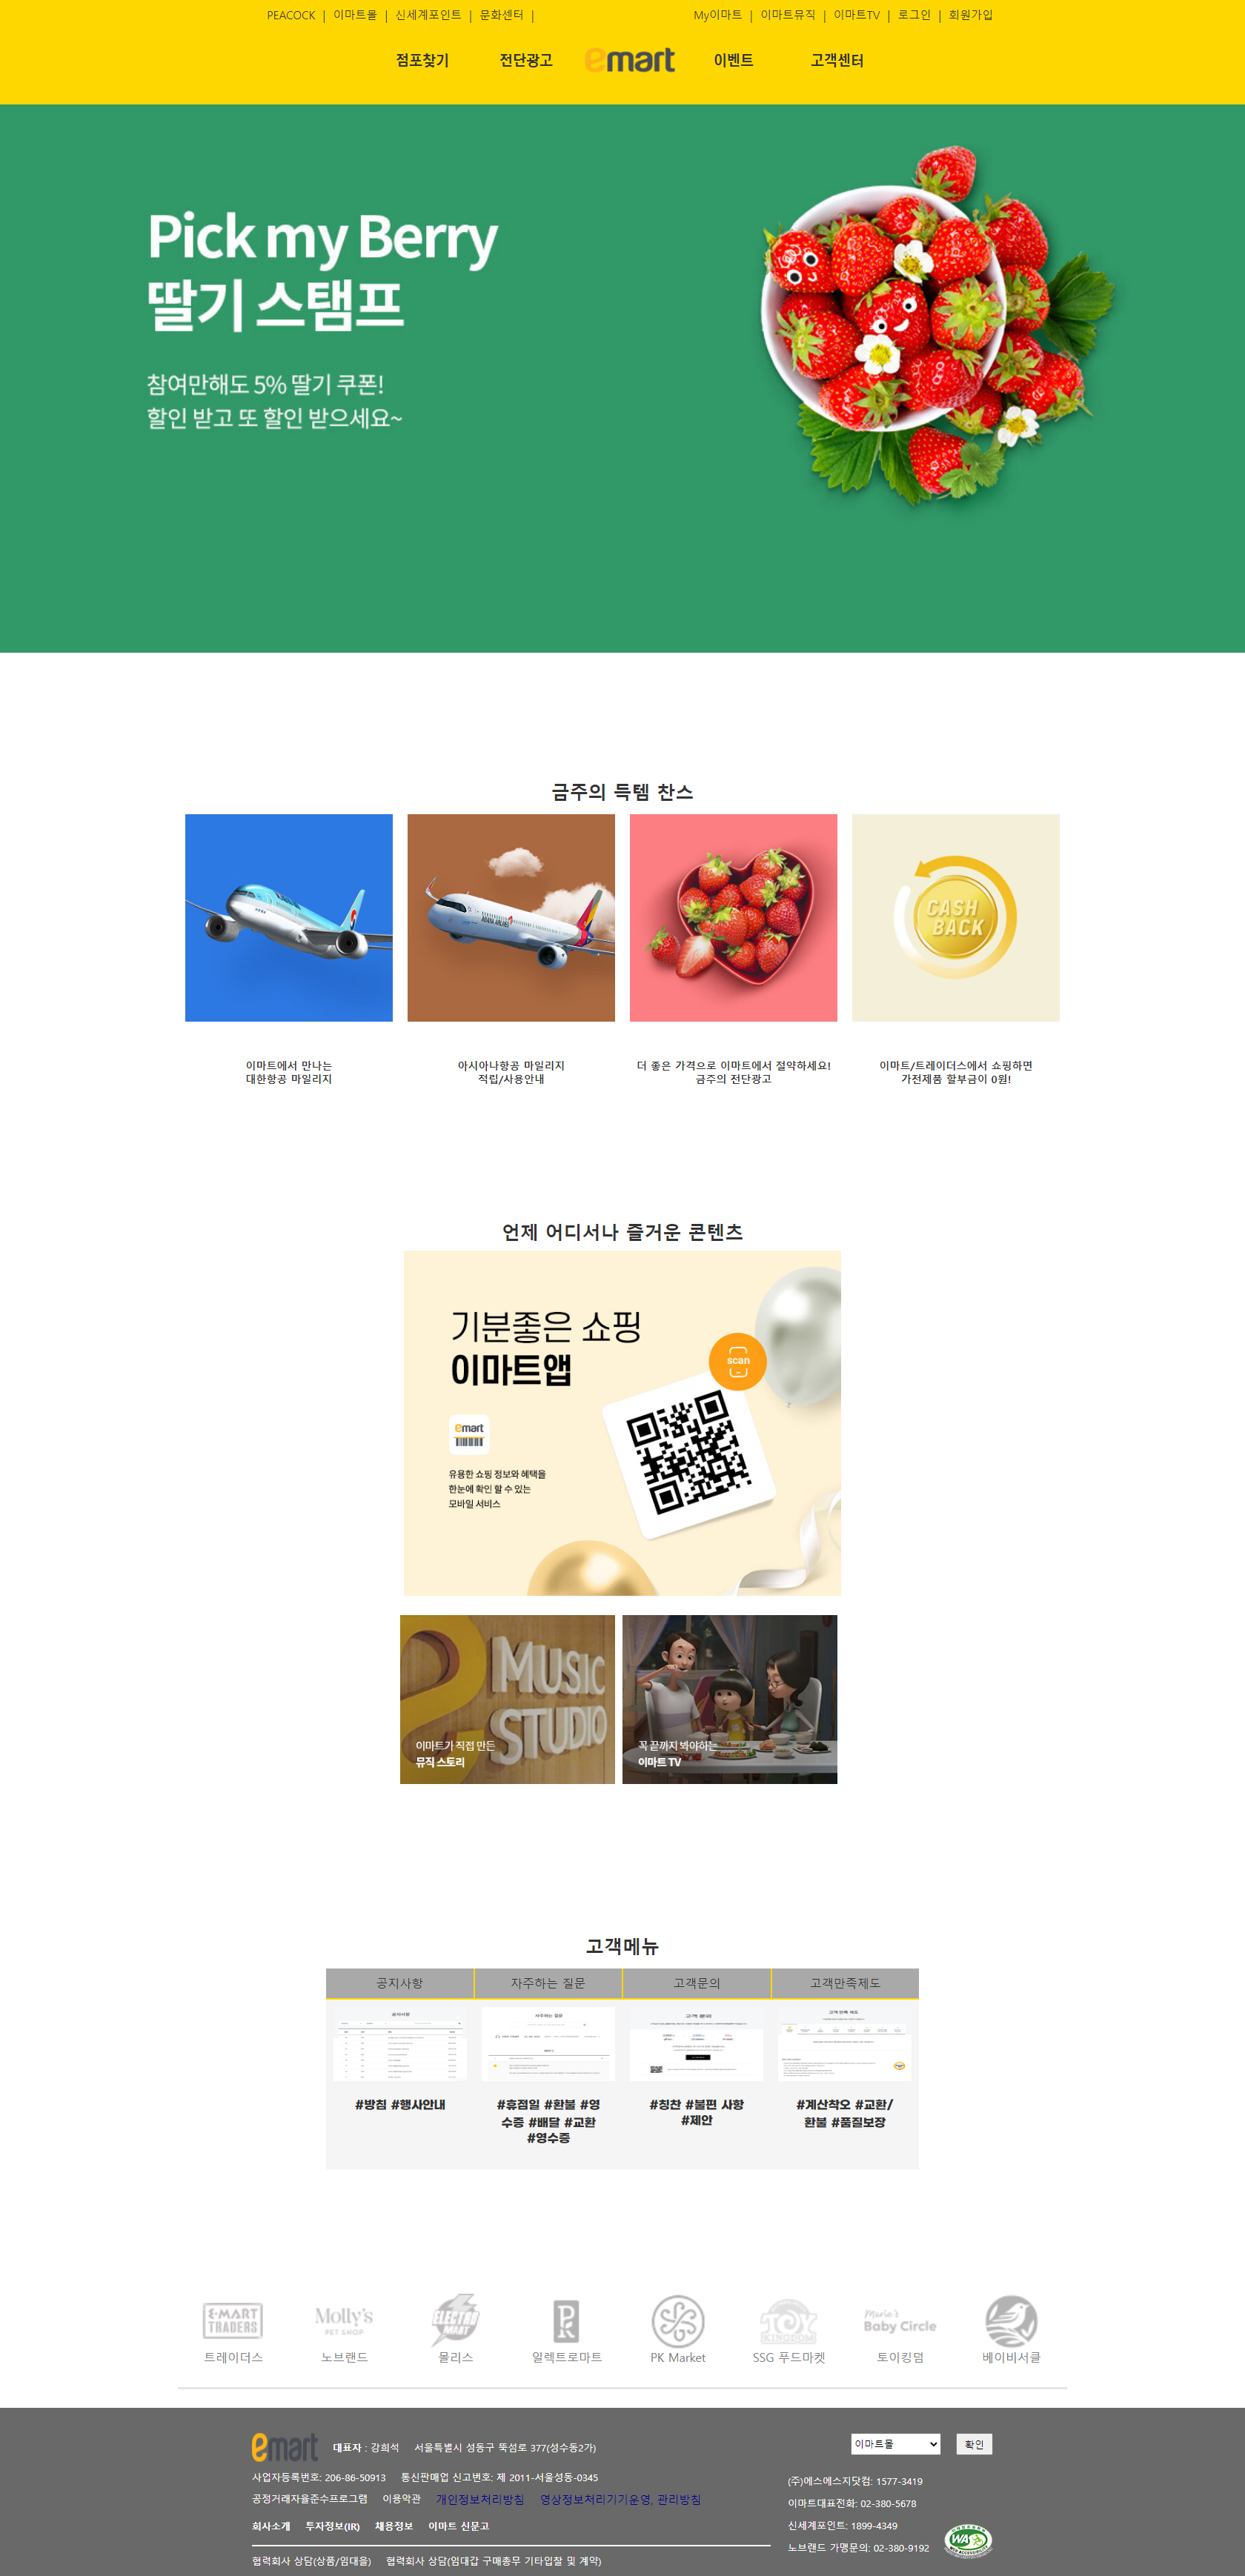 PEACOCK | 이마트몰 | 신세계포인트 | 문화센터 |
My이마트 | 이마트뮤직 | 이마트TV | 로그인 | 회원가입
점포찾기 전단광고 emart 이벤트 고객센터
Pick my Berry
딸기 스탬프
참여만해도 5% 딸기 쿠폰!
할인 받고 또 할인 받으세요~
금주의 득템 찬스
ASIANA AIRLINES
CASH
BACK
이마트에서 만나는
대한항공 마일리지
아시아나항공 마일리지
적립/사용안내
더 좋은 가격으로 이마트에서 절약하세요!
금주의 전단광고
이마트/트레이더스에서 쇼핑하면
가전제품 할부금이 0원!
언제 어디서나 즐거운 콘텐츠
기분좋은 쇼핑
이마트앱
scan
emart
유용한 쇼핑 정보와 혜택을
한눈에 확인 할 수 있는
모바일 서비스
MUSIC
STUDIO
이마트가 직접 만든
뮤직 스토리
꼭 끝까지 봐야하는
이마트 TV
고객메뉴
공지사항 자주하는 질문 고객문의 고객만족제도
공지사항
자주하는 질문
고객 문의
고객 만족 제도
#방침 #행사안내
#휴점일 #환불 #영
수증 #배달 #교환
#영수증
#칭찬 #불편 사항
#제안
#계산착오 #교환/
환불 #품질보장
E·MART
TRADERS
Molly's
PET SHOP
ELECTRO
MART
PK
TOY
KINGDOM
Marie's
Baby Circle
트레이더스 노브랜드 몰리스 일렉트로마트 PK Market SSG 푸드마켓 토이킹덤 베이비서클
emart 대표자 : 강희석 서울특별시 성동구 뚝섬로 377(성수동2가)
사업자등록번호: 206-86-50913 통신판매업 신고번호: 제 2011-서울성동-0345
공정거래자율준수프로그램 이용약관 개인정보처리방침 영상정보처리기기운영, 관리방침
회사소개 투자정보(IR) 채용정보 이마트 신문고
협력회사 상담(상품/임대을) 협력회사 상담(임대갑 구매총무 기타입찰 및 계약)
이마트몰 확인
(주)에스에스지닷컴: 1577-3419
이마트대표전화: 02-380-5678
신세계포인트: 1899-4349
노브랜드 가맹문의: 02-380-9192
WA